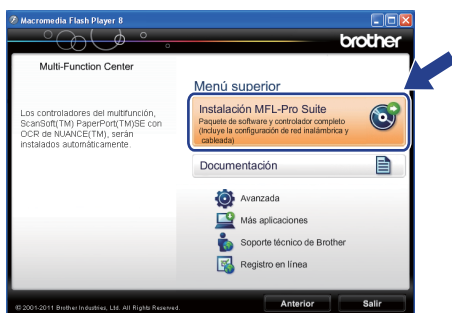 Macromedia Flash Player 8
brother
Multi-Function Center
Menú superior
Los controladores del multifunción,
ScanSoft(TM) PaperPort(TM)SE con
OCR de NUANCE(TM), serán
instalados automáticamente.
Instalación MFL-Pro Suite
Paquete de software y controlador completo
(Incluye la configuración de red inalámbrica y
cableada)
Documentación
Avanzada
Más aplicaciones
Soporte técnico de Brother
Registro en línea
© 2001-2011 Brother Industries, Ltd. All Rights Reserved.
Anterior
Salir